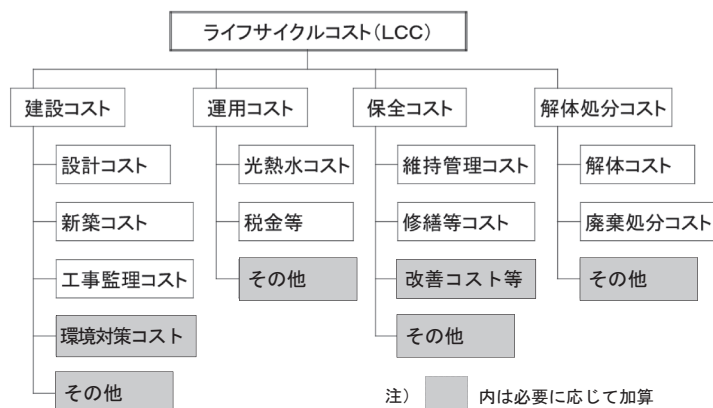 ライフサイクルコスト(LCC)
建設コスト
設計コスト
新築コスト
工事監理コスト
環境対策コスト
その他
運用コスト
光熱水コスト
税金等
その他
保全コスト
維持管理コスト
修繕等コスト
改善コスト等
その他
解体処分コスト
解体コスト
廃棄処分コスト
その他
注） 内は必要に応じて加算